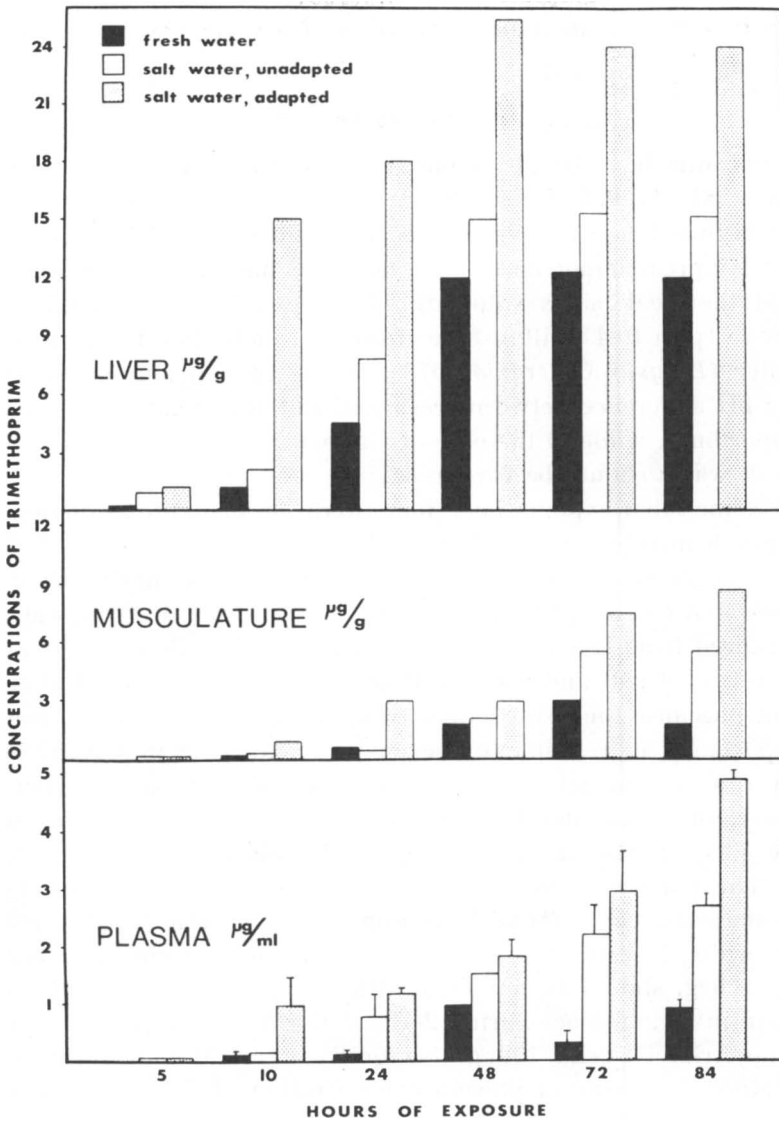 fresh water
salt water, unadapted
salt water, adapted
24
21
18
15
12
9
6
3
LIVER µg/g
12
9
6
3
MUSCULATURE µg/g
5
4
3
2
1
PLASMA µg/ml
CONCENTRATIONS OF TRIMETHOPRIM
5 10 24 48 72 84
HOURS OF EXPOSURE